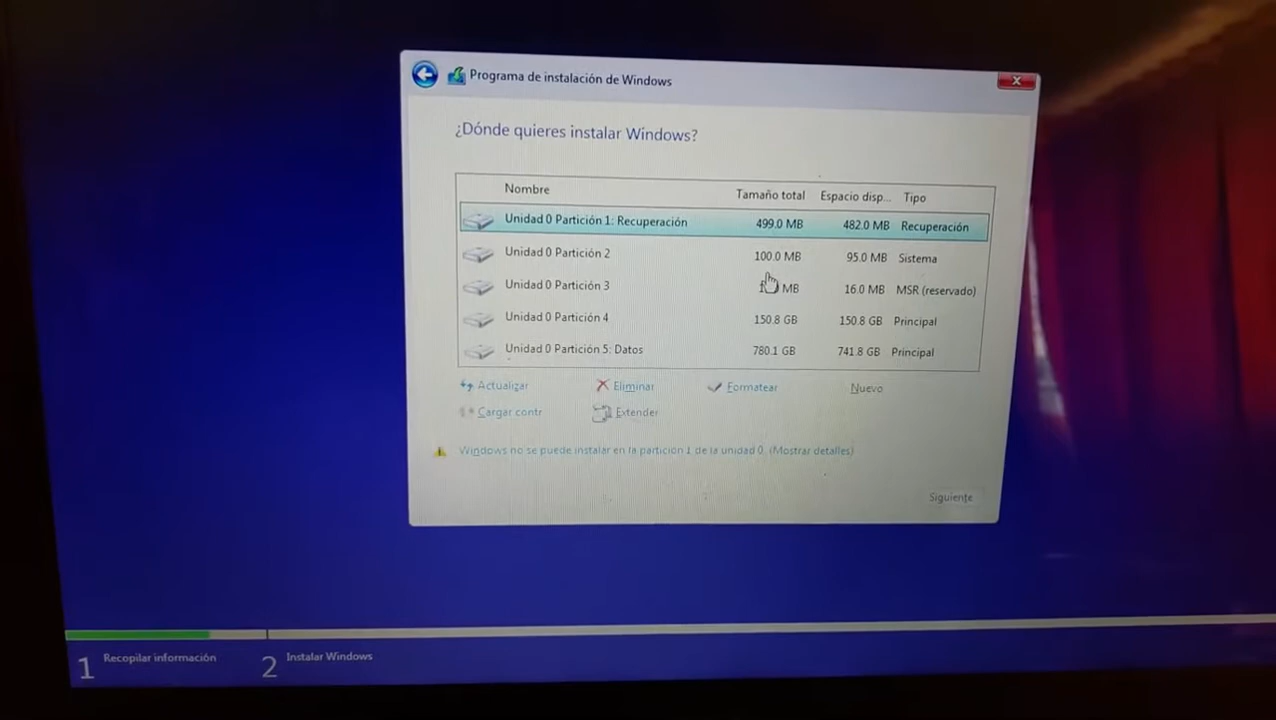 Programa de instalación de Windows
¿Dónde quieres instalar Windows?
Nombre Tamaño total Espacio disp... Tipo
Unidad 0 Partición 1: Recuperación 499.0 MB 482.0 MB Recuperación
Unidad 0 Partición 2 100.0 MB 95.0 MB Sistema
Unidad 0 Partición 3 MB 16.0 MB MSR (reservado)
Unidad 0 Partición 4 150.8 GB 150.8 GB Principal
Unidad 0 Partición 5: Datos 780.1 GB 741.8 GB Principal
Actualizar Eliminar Formatear Nuevo
Cargar contr Extender
Windows no se puede instalar en la partición 1 de la unidad 0. (Mostrar detalles)
Siguiente
1 Recopilar información 2 Instalar Windows